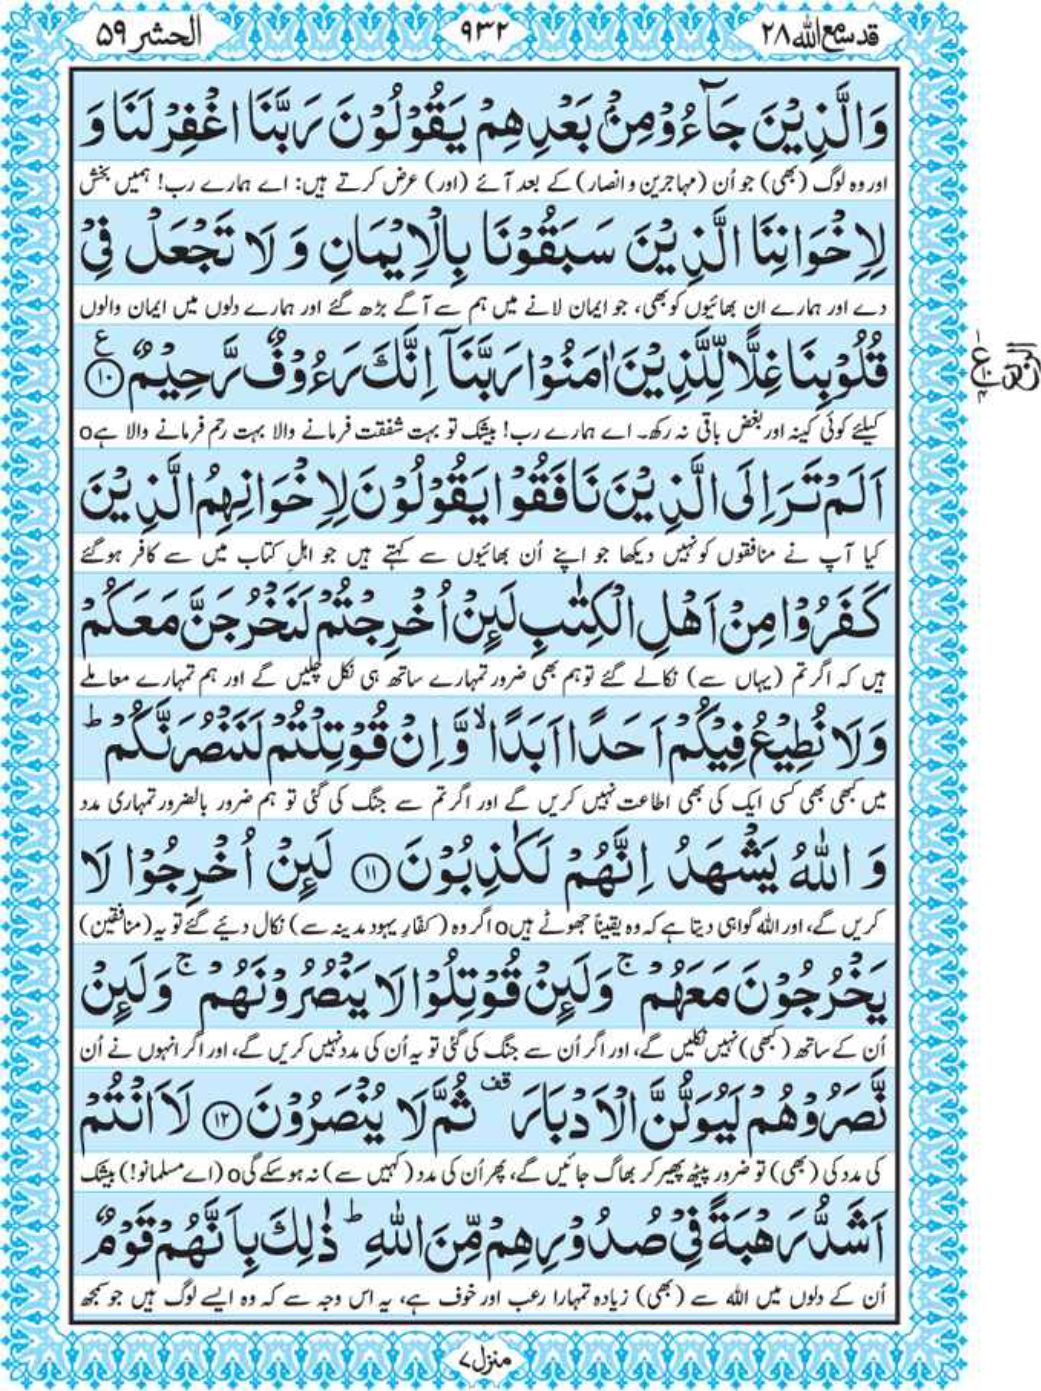 قد سمع اللہ ۲۸
۹۳۲
الحشر ۵۹
وَالَّذِيْنَ جَآءُوْ مِنْۢ بَعْدِهِمْ يَقُوْلُوْنَ رَبَّنَا اغْفِرْ لَنَا وَ
اور وہ لوگ (بھی) جو اُن (مہاجرین و انصار) کے بعد آئے (اور) عرض کرتے ہیں: اے ہمارے رب! ہمیں بخش
لِاِخْوَانِنَا الَّذِيْنَ سَبَقُوْنَا بِالْاِيْمَانِ وَ لَا تَجْعَلْ فِيْ
دے اور ہمارے ان بھائیوں کو بھی، جو ایمان لانے میں ہم سے آگے بڑھ گئے اور ہمارے دلوں میں ایمان والوں
قُلُوْبِنَا غِلًّا لِّلَّذِيْنَ اٰمَنُوْا رَبَّنَاۤ اِنَّكَ رَءُوْفٌ رَّحِيْمٌ ۧ ۱۰
ع ۱۰
کیلئے کوئی کینہ اور بغض باقی نہ رکھ۔ اے ہمارے رب! بیشک تو بہت شفقت فرمانے والا بہت رحم فرمانے والا ہےo
اَلَمْ تَرَ اِلَى الَّذِيْنَ نَافَقُوْا يَقُوْلُوْنَ لِاِخْوَانِهِمُ الَّذِيْنَ
کیا آپ نے منافقوں کو نہیں دیکھا جو اپنے اُن بھائیوں سے کہتے ہیں جو اہلِ کتاب میں سے کافر ہوگئے
كَفَرُوْا مِنْ اَهْلِ الْكِتٰبِ لَىِٕنْ اُخْرِجْتُمْ لَنَخْرُجَنَّ مَعَكُمْ
ہیں کہ اگر تم (یہاں سے) نکالے گئے تو ہم بھی ضرور تمہارے ساتھ ہی نکل چلیں گے اور ہم تمہارے معاملے
وَلَا نُطِيْعُ فِيْكُمْ اَحَدًا اَبَدًا ۙ وَّ اِنْ قُوْتِلْتُمْ لَنَنْصُرَنَّكُمْ ؕ
میں کبھی بھی کسی ایک کی بھی اطاعت نہیں کریں گے اور اگر تم سے جنگ کی گئی تو ہم ضرور بالضرور تمہاری مدد
وَ اللّٰهُ يَشْهَدُ اِنَّهُمْ لَكٰذِبُوْنَ ۱۱ لَىِٕنْ اُخْرِجُوْا لَا
کریں گے، اور اللہ گواہی دیتا ہے کہ وہ یقیناً جھوٹے ہیںo اگر وہ (کفّارِ یہود مدینہ سے) نکال دیئے گئے تو یہ (منافقین)
يَخْرُجُوْنَ مَعَهُمْ ۚ وَلَىِٕنْ قُوْتِلُوْا لَا يَنْصُرُوْنَهُمْ ۚ وَلَىِٕنْ
اُن کے ساتھ (کبھی) نہیں نکلیں گے، اور اگر اُن سے جنگ کی گئی تو یہ اُن کی مدد نہیں کریں گے، اور اگر انہوں نے اُن
نَّصَرُوْهُمْ لَيُوَلُّنَّ الْاَدْبَارَ قف ثُمَّ لَا يُنْصَرُوْنَ ۱۲ لَا اَنْتُمْ
کی مدد کی (بھی) تو ضرور پیٹھ پھیر کر بھاگ جائیں گے، پھر اُن کی مدد (کہیں سے) نہ ہوسکے گیo (اے مسلمانو!) بیشک
اَشَدُّ رَهْبَةً فِيْ صُدُوْرِهِمْ مِّنَ اللّٰهِ ؕ ذٰلِكَ بِاَنَّهُمْ قَوْمٌ
اُن کے دلوں میں اللہ سے (بھی) زیادہ تمہارا رعب اور خوف ہے، یہ اس وجہ سے کہ وہ ایسے لوگ ہیں جو سمجھ
منزل ۷